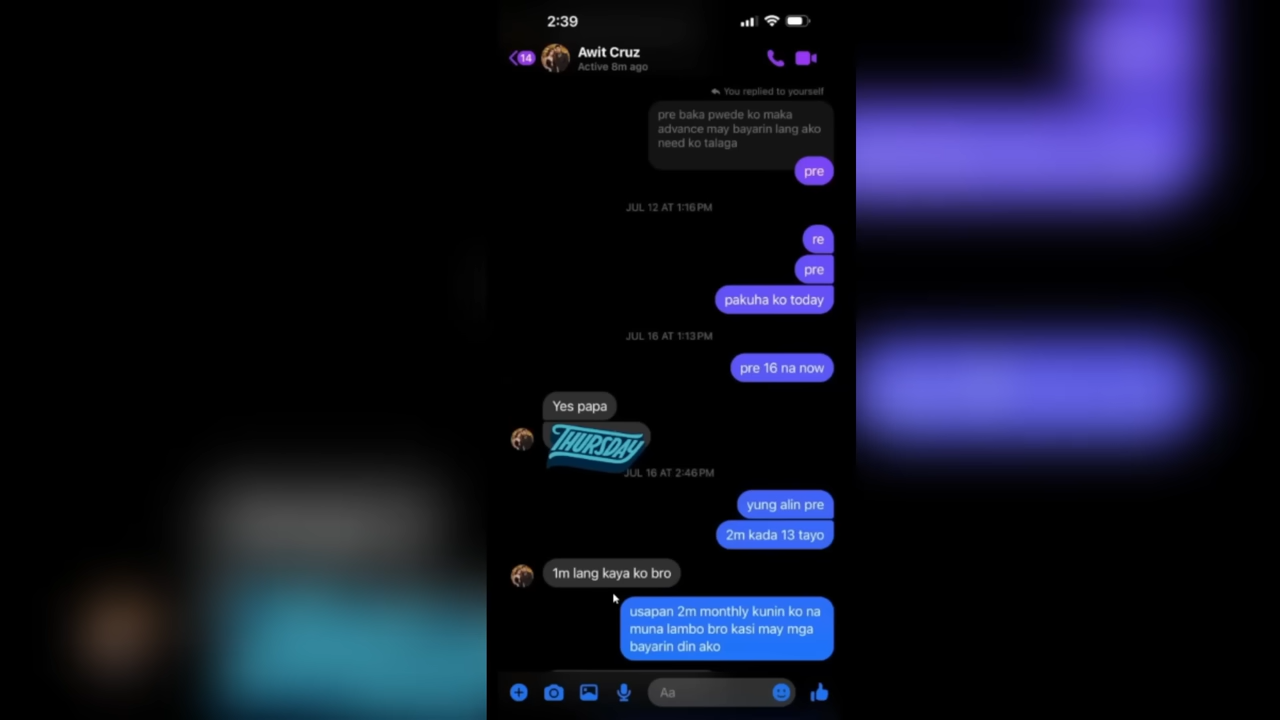 2:39
14
Awit Cruz
Active 8m ago
You replied to yourself
pre baka pwede ko maka
advance may bayarin lang ako
need ko talaga
pre
JUL 12 AT 1:16 PM
re
pre
pakuha ko today
JUL 16 AT 1:13 PM
pre 16 na now
Yes papa
THURSDAY
JUL 16 AT 2:46 PM
yung alin pre
2m kada 13 tayo
1m lang kaya ko bro
usapan 2m monthly kunin ko na
muna lambo bro kasi may mga
bayarin din ako
Aa